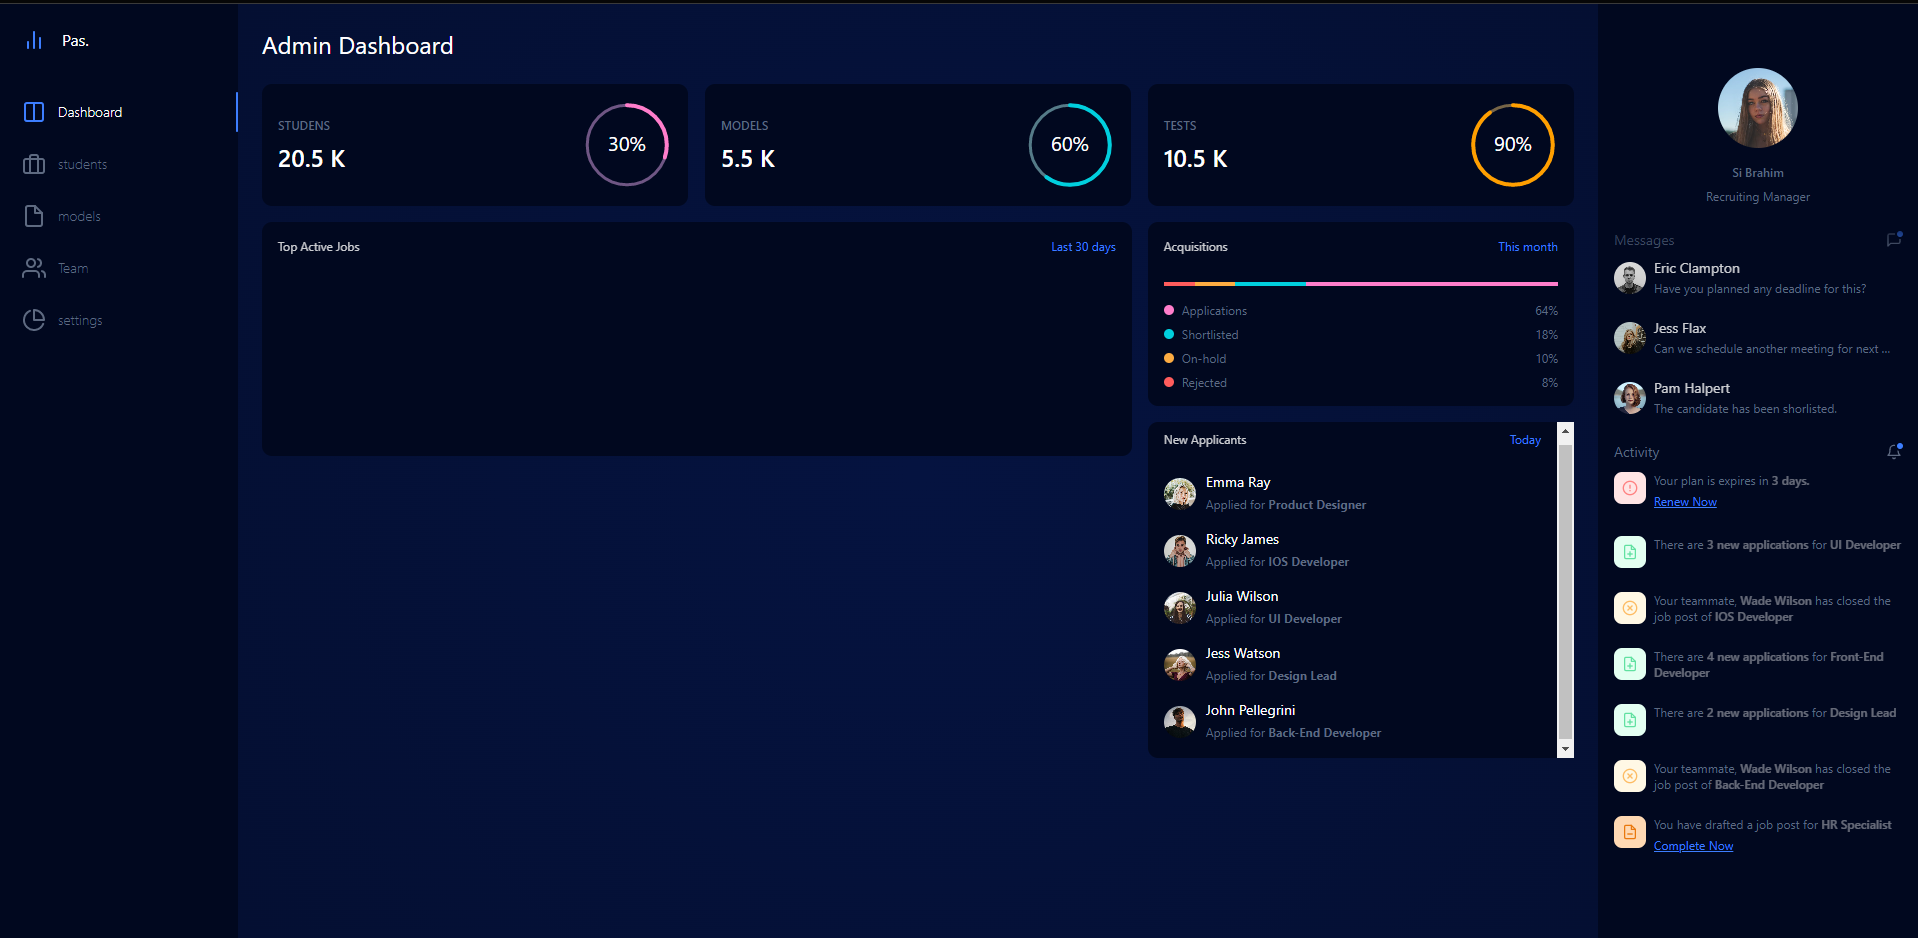 Pas.
Dashboard
students
models
Team
settings
Admin Dashboard
STUDENS
20.5 K
30%
MODELS
5.5 K
60%
TESTS
10.5 K
90%
Top Active Jobs
Last 30 days
Acquisitions
This month
Applications
64%
Shortlisted
18%
On-hold
10%
Rejected
8%
New Applicants
Today
Emma Ray
Applied for Product Designer
Ricky James
Applied for IOS Developer
Julia Wilson
Applied for UI Developer
Jess Watson
Applied for Design Lead
John Pellegrini
Applied for Back-End Developer
Si Brahim
Recruiting Manager
Messages
Eric Clampton
Have you planned any deadline for this?
Jess Flax
Can we schedule another meeting for next ...
Pam Halpert
The candidate has been shorlisted.
Activity
Your plan is expires in 3 days.
Renew Now
There are 3 new applications for UI Developer
Your teammate, Wade Wilson has closed the
job post of IOS Developer
There are 4 new applications for Front-End
Developer
There are 2 new applications for Design Lead
Your teammate, Wade Wilson has closed the
job post of Back-End Developer
You have drafted a job post for HR Specialist
Complete Now